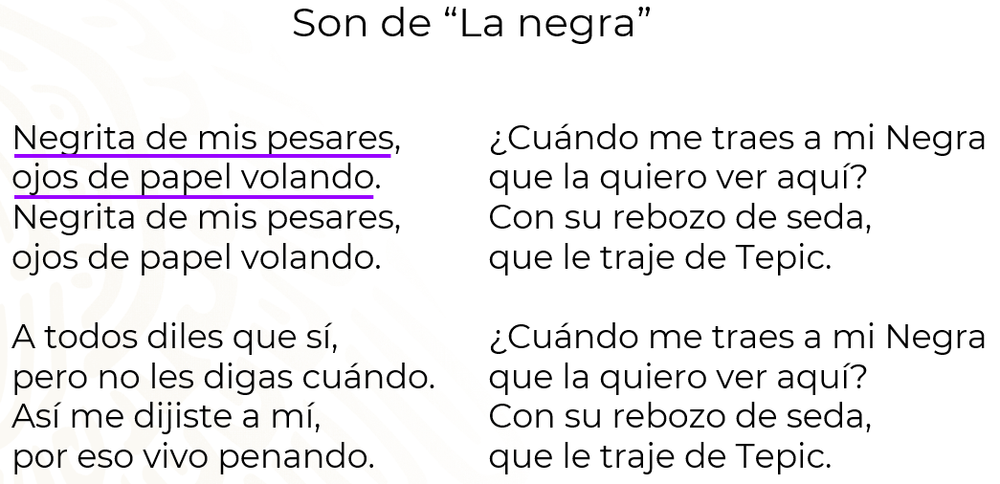 Son de “La negra”
Negrita de mis pesares,
ojos de papel volando.
Negrita de mis pesares,
ojos de papel volando.
A todos diles que sí,
pero no les digas cuándo.
Así me dijiste a mí,
por eso vivo penando.
¿Cuándo me traes a mi Negra
que la quiero ver aquí?
Con su rebozo de seda,
que le traje de Tepic.
¿Cuándo me traes a mi Negra
que la quiero ver aquí?
Con su rebozo de seda,
que le traje de Tepic.